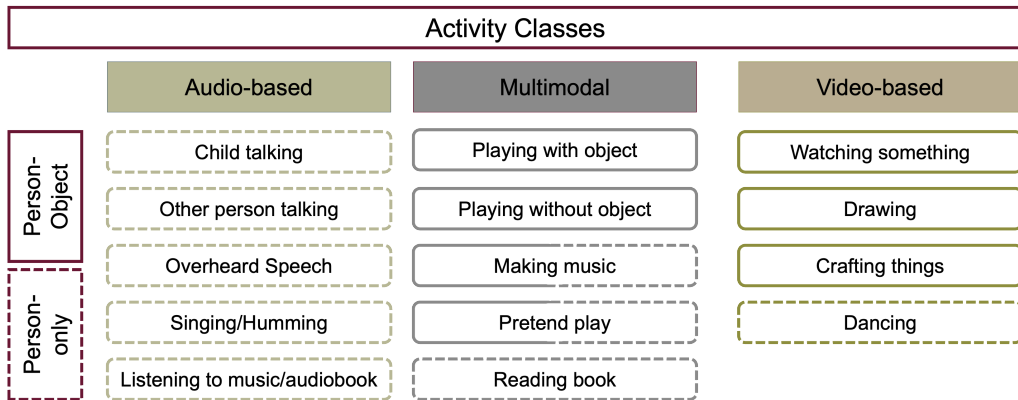 Activity Classes
Audio-based
Multimodal
Video-based
Person-
Object
Person-
only
Child talking
Playing with object
Watching something
Other person talking
Playing without object
Drawing
Overheard Speech
Making music
Crafting things
Singing/Humming
Pretend play
Dancing
Listening to music/audiobook
Reading book